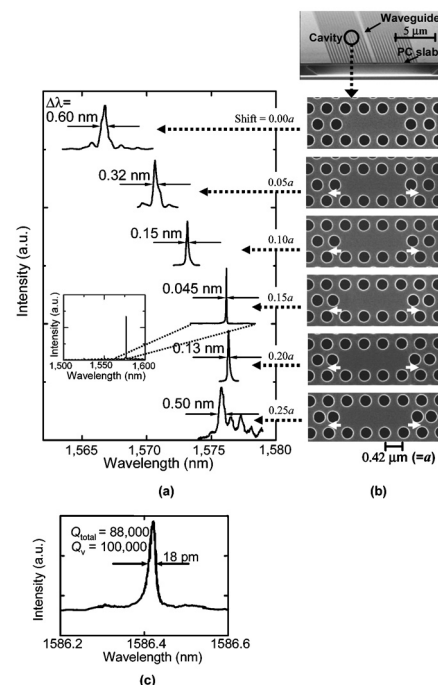 Waveguide
Cavity
5 μm
PC slab
(a)
Δλ=
0.60 nm
Shift = 0.00a
0.32 nm
0.05a
0.15 nm
0.10a
0.045 nm
0.15a
0.13 nm
0.20a
0.50 nm
0.25a
Intensity (a.u.)
Intensity (a.u.)
1,500 1,550 1,600
Wavelength (nm)
1,565 1,570 1,575 1,580
Wavelength (nm)
0.42 μm (=a)
(a)
(b)
Qtotal = 88,000
Qv = 100,000
18 pm
Intensity (a.u.)
1586.2 1586.4 1586.6
Wavelength (nm)
(c)